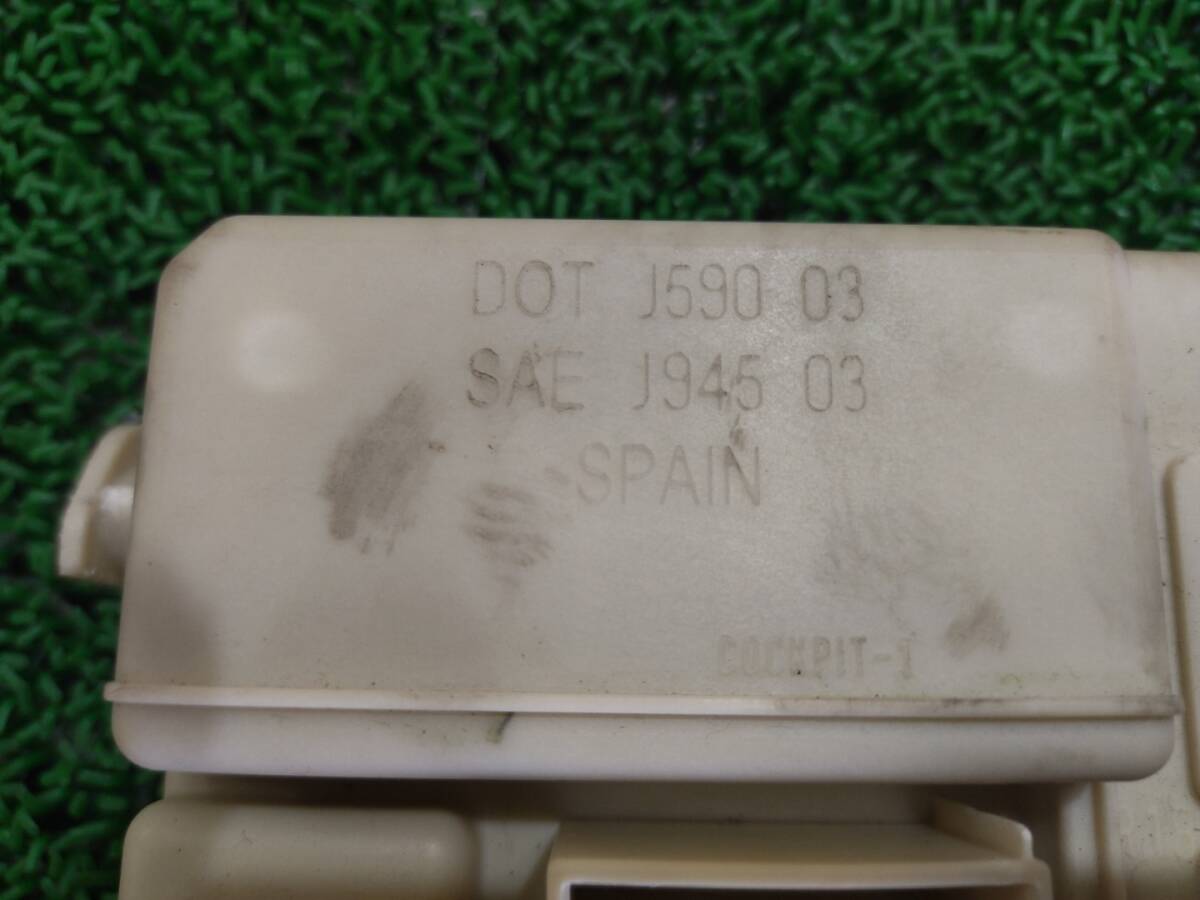 DOT J590 03
SAE J945 03
SPAIN
COCKPIT-1